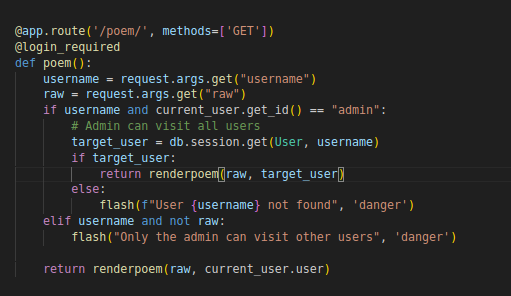 @app.route('/poem/', methods=['GET'])
@login_required
def poem():
    username = request.args.get("username")
    raw = request.args.get("raw")
    if username and current_user.get_id() == "admin":
        # Admin can visit all users
        target_user = db.session.get(User, username)
        if target_user:
            return renderpoem(raw, target_user)
        else:
            flash(f"User {username} not found", 'danger')
    elif username and not raw:
        flash("Only the admin can visit other users", 'danger')

    return renderpoem(raw, current_user.user)